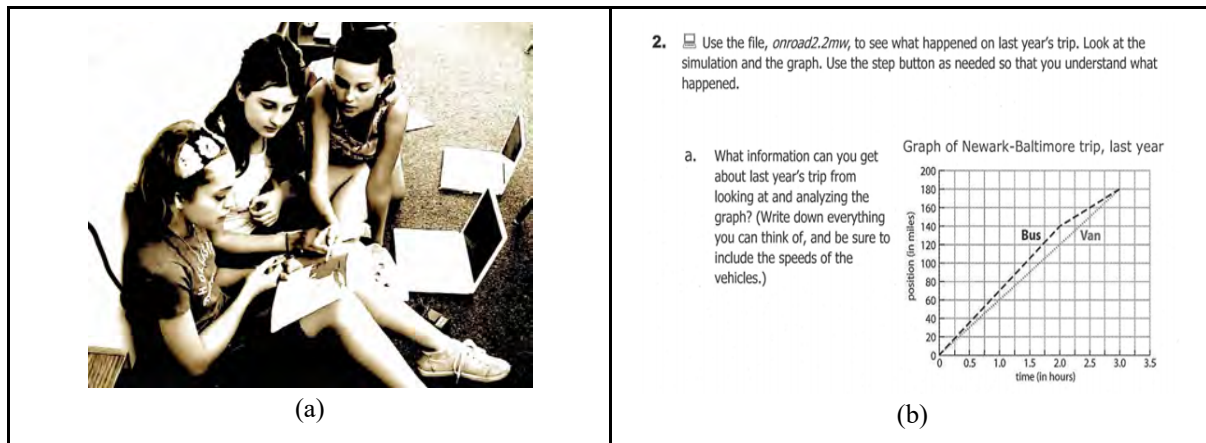 (a)
2. Use the file, onroad2.2mw, to see what happened on last year's trip. Look at the
simulation and the graph. Use the step button as needed so that you understand what
happened.
a. What information can you get
about last year's trip from
looking at and analyzing the
graph? (Write down everything
you can think of, and be sure to
include the speeds of the
vehicles.)
Graph of Newark-Baltimore trip, last year
position (in miles)
200
180
160
140
120
100
80
60
40
20
0
Bus Van
0 0.5 1.0 1.5 2.0 2.5 3.0 3.5
time (in hours)
(b)